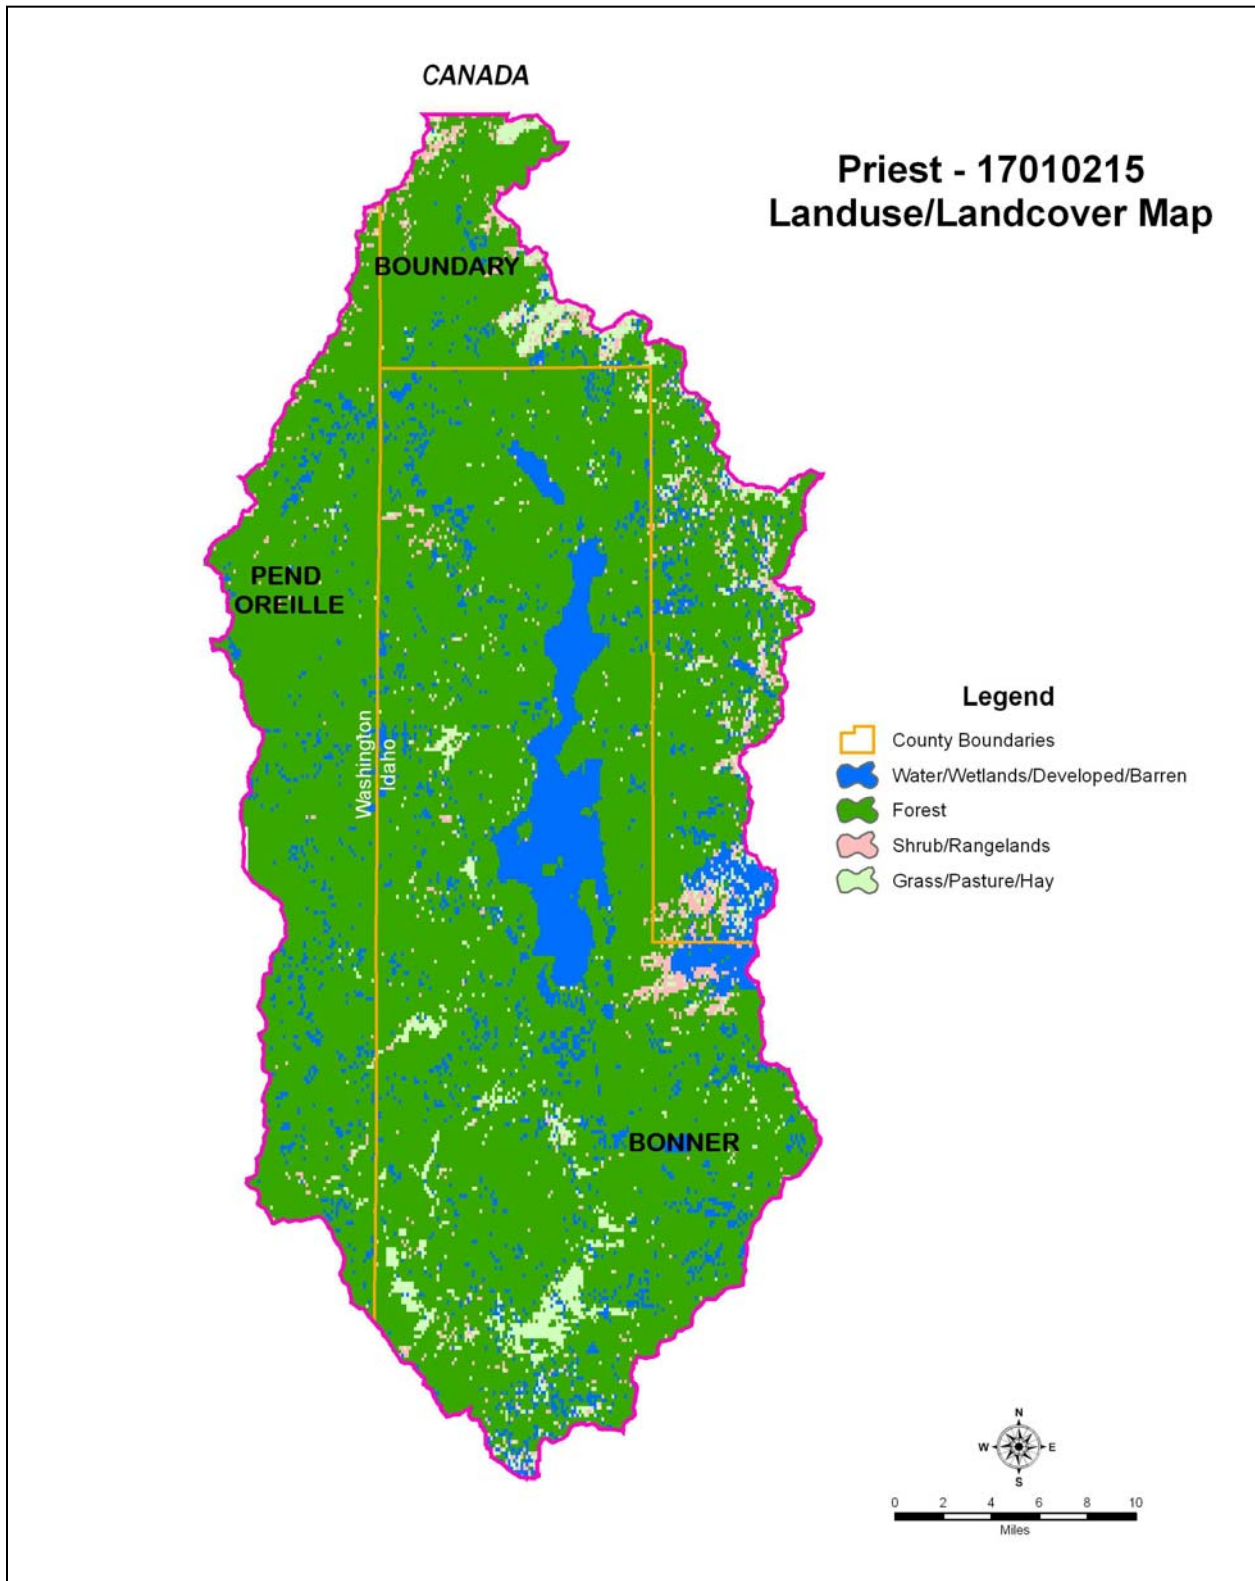 CANADA
Priest - 17010215
Landuse/Landcover Map
BOUNDARY
PEND
OREILLE
Washington
Idaho
Legend
County Boundaries
Water/Wetlands/Developed/Barren
Forest
Shrub/Rangelands
Grass/Pasture/Hay
BONNER
N
W E
S
0 2 4 6 8 10
Miles